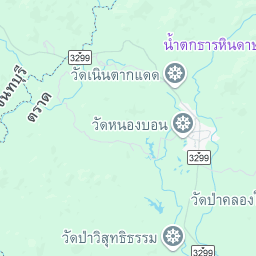 น้ำตกธารหินดาษ
3299
วัดเนินตากแดด
จันทบุรี
ตราด
วัดหนองบอน
3299
วัดป่าคลอง
วัดป่าวิสุทธิธรรม
3299